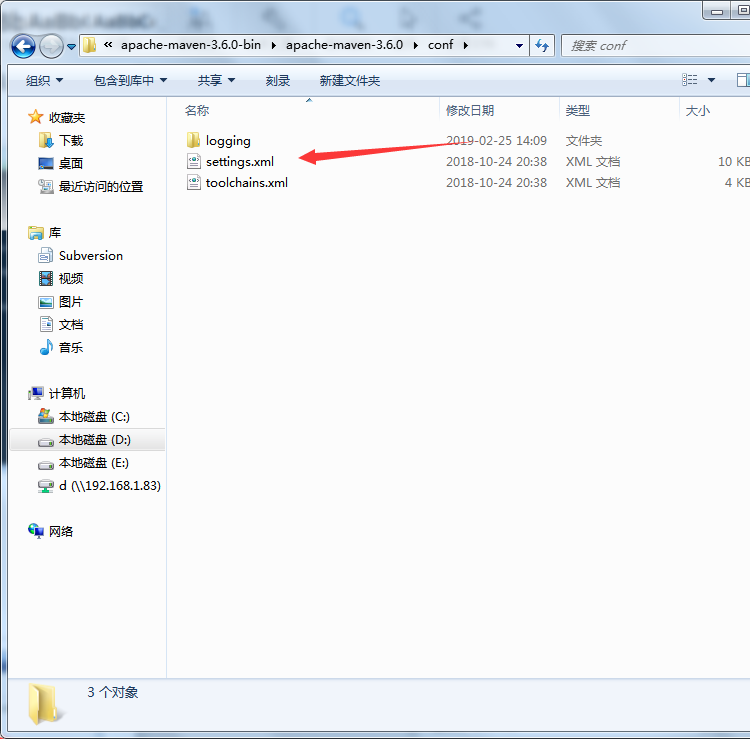 AaBbC AaBbC
« apache-maven-3.6.0-bin ▸ apache-maven-3.6.0 ▸ conf ▸
搜索 conf
组织 包含到库中 共享 刻录 新建文件夹
名称 修改日期 类型 大小
logging 2019-02-25 14:09 文件夹
settings.xml 2018-10-24 20:38 XML 文档 10 KB
toolchains.xml 2018-10-24 20:38 XML 文档 4 KB
收藏夹
下载
桌面
最近访问的位置
库
Subversion
视频
图片
文档
音乐
计算机
本地磁盘 (C:)
本地磁盘 (D:)
本地磁盘 (E:)
d (\\192.168.1.83)
网络
3 个对象